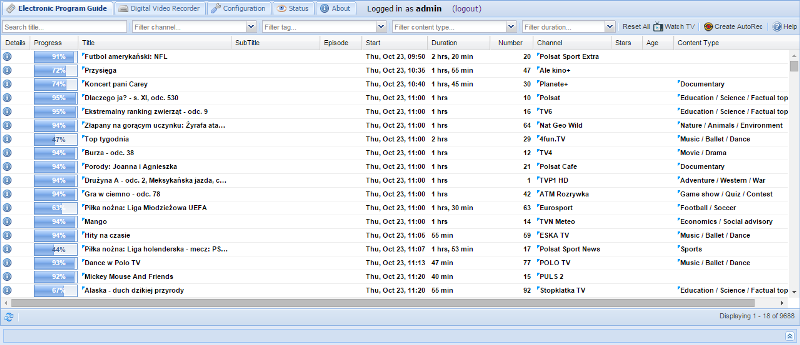 Electronic Program Guide Digital Video Recorder Configuration Status About Logged in as admin (logout)
Search title... Filter channel... Filter tag... Filter content type... Filter duration... Reset All Watch TV Create AutoRec Help
Details Progress Title SubTitle Episode Start Duration Number Channel Stars Age Content Type
91% Futbol amerykański: NFL Thu, Oct 23, 09:50 2 hrs, 20 min 20 Polsat Sport Extra
72% Przysięga Thu, Oct 23, 10:35 1 hrs, 55 min 47 Ale kino+
74% Koncert pani Carey Thu, Oct 23, 10:40 1 hrs, 45 min 30 Planete+ Documentary
95% Dlaczego ja? - s. XI, odc. 530 Thu, Oct 23, 11:00 1 hrs 10 Polsat Education / Science / Factual top
95% Ekstremalny ranking zwierząt - odc. 9 Thu, Oct 23, 11:00 1 hrs 16 TV6 Education / Science / Factual top
94% Złapany na gorącym uczynku: Żyrafa ata... Thu, Oct 23, 11:00 1 hrs 64 Nat Geo Wild Nature / Animals / Environment
47% Top tygodnia Thu, Oct 23, 11:00 2 hrs 29 4fun.TV Music / Ballet / Dance
94% Burza - odc. 38 Thu, Oct 23, 11:00 1 hrs 12 TV4 Movie / Drama
94% Porody: Joanna i Agnieszka Thu, Oct 23, 11:00 1 hrs 21 Polsat Cafe Documentary
94% Drużyna A - odc. 2, Meksykańska jazda, c... Thu, Oct 23, 11:00 1 hrs 1 TVP1 HD Adventure / Western / War
94% Gra w ciemno - odc. 78 Thu, Oct 23, 11:00 1 hrs 42 ATM Rozrywka Game show / Quiz / Contest
63% Piłka nożna: Liga Młodzieżowa UEFA Thu, Oct 23, 11:00 1 hrs, 30 min 63 Eurosport Football / Soccer
94% Mango Thu, Oct 23, 11:00 1 hrs 14 TVN Meteo Economics / Social advisory
94% Hity na czasie Thu, Oct 23, 11:05 55 min 59 ESKA TV Music / Ballet / Dance
44% Piłka nożna: Liga holenderska - mecz: PS... Thu, Oct 23, 11:07 1 hrs, 53 min 17 Polsat Sport News Sports
93% Dance w Polo TV Thu, Oct 23, 11:13 47 min 77 POLO TV Music / Ballet / Dance
92% Mickey Mouse And Friends Thu, Oct 23, 11:20 40 min 15 PULS 2
67% Alaska - duch dzikiej przyrody Thu, Oct 23, 11:20 55 min 92 Stopklatka TV Education / Science / Factual top
Displaying 1 - 18 of 9688